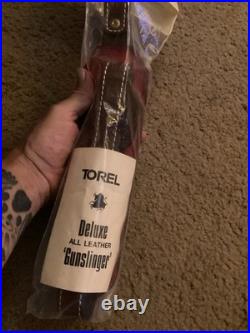 TOREL
Deluxe
ALL LEATHER
'Gunslinger'